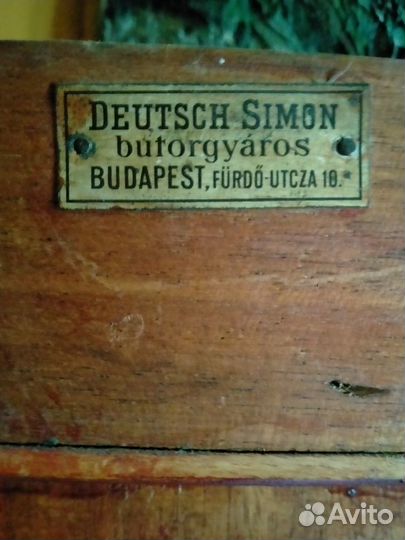 DEUTSCH SIMON
butorgyáros
BUDAPEST, FÜRDŐ-UTCZA 10.
Avito